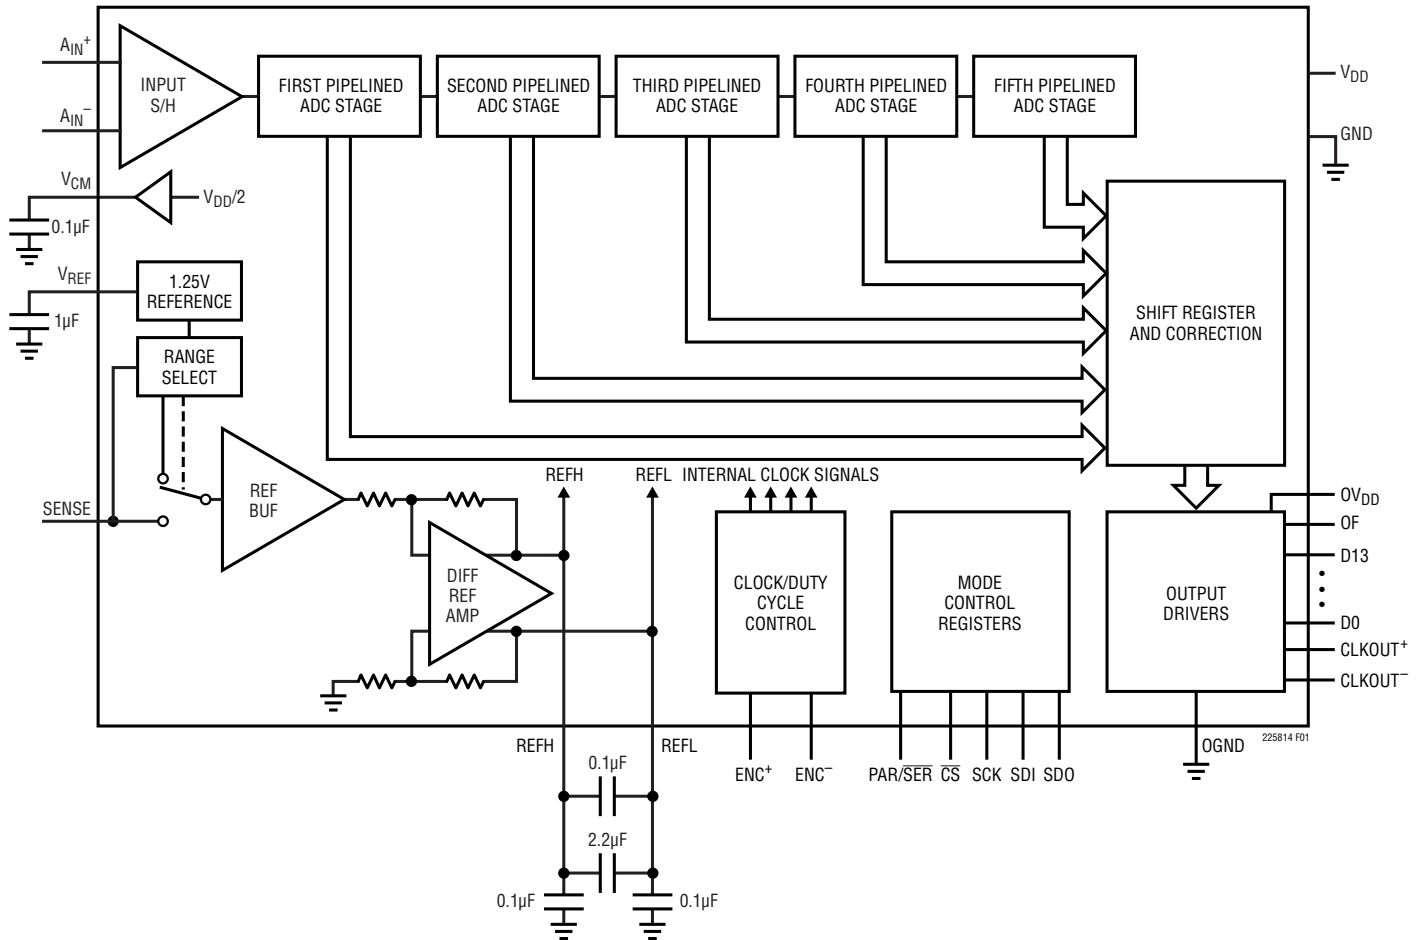 AIN+
AIN−
INPUT
S/H
FIRST PIPELINED
ADC STAGE
SECOND PIPELINED
ADC STAGE
THIRD PIPELINED
ADC STAGE
FOURTH PIPELINED
ADC STAGE
FIFTH PIPELINED
ADC STAGE
VDD
GND
VCM
VDD/2
0.1µF
VREF
1.25V
REFERENCE
1µF
RANGE
SELECT
SHIFT REGISTER
AND CORRECTION
SENSE
REF
BUF
DIFF
REF
AMP
REFH
REFL
INTERNAL CLOCK SIGNALS
CLOCK/DUTY
CYCLE
CONTROL
MODE
CONTROL
REGISTERS
OUTPUT
DRIVERS
OVDD
OF
D13
D0
CLKOUT+
CLKOUT−
225814 F01
REFH
REFL
ENC+
ENC−
PAR/S̅E̅R̅
C̅S̅
SCK
SDI
SDO
OGND
0.1µF
2.2µF
0.1µF
0.1µF